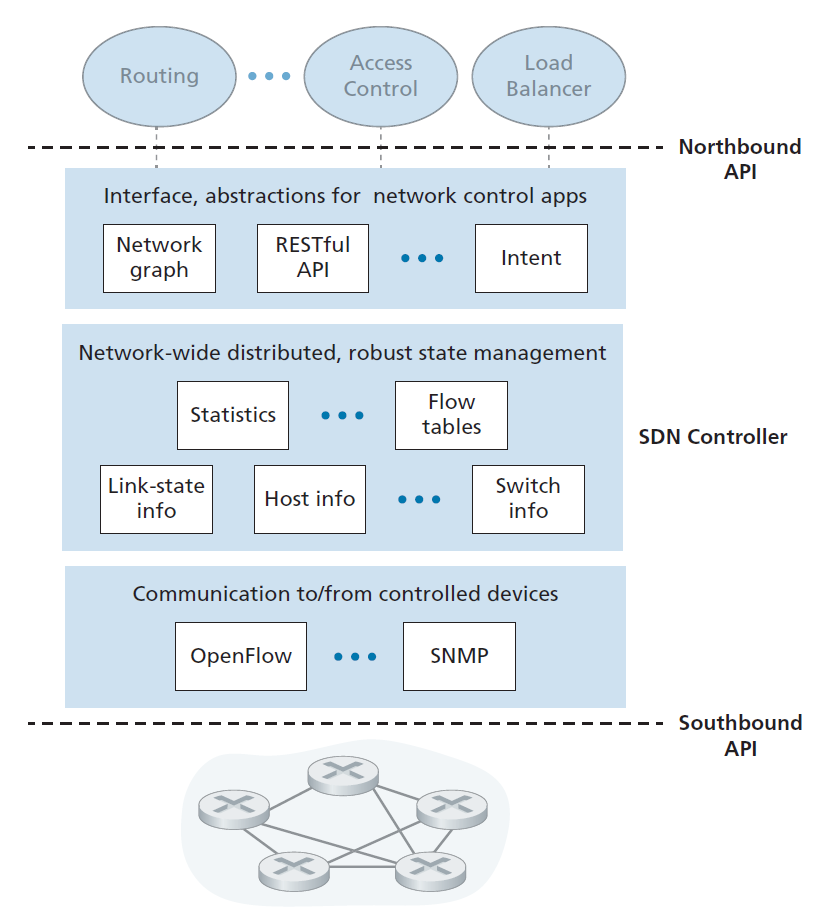 Routing
Access
Control
Load
Balancer
Northbound
API
Interface, abstractions for network control apps
Network
graph
RESTful
API
Intent
Network-wide distributed, robust state management
Statistics
Flow
tables
SDN Controller
Link-state
info
Host info
Switch
info
Communication to/from controlled devices
OpenFlow
SNMP
Southbound
API